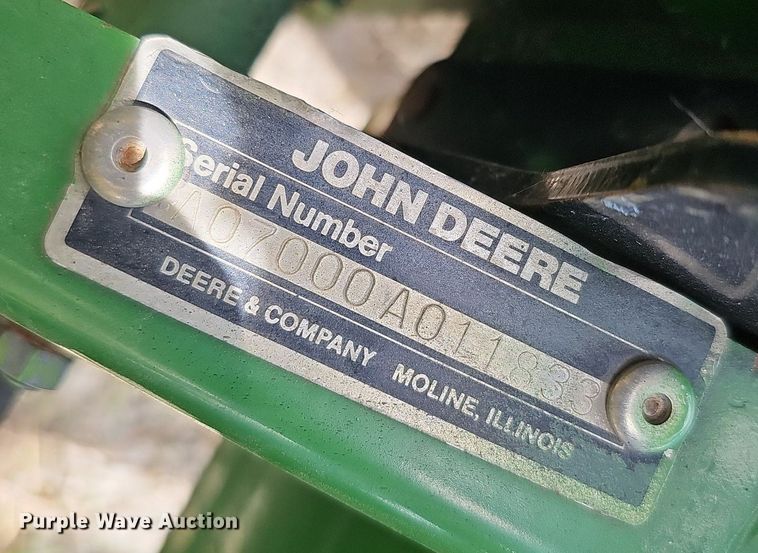 JOHN DEERE
Serial Number
A07000A011833
DEERE & COMPANY MOLINE, ILLINOIS
Purple Wave Auction